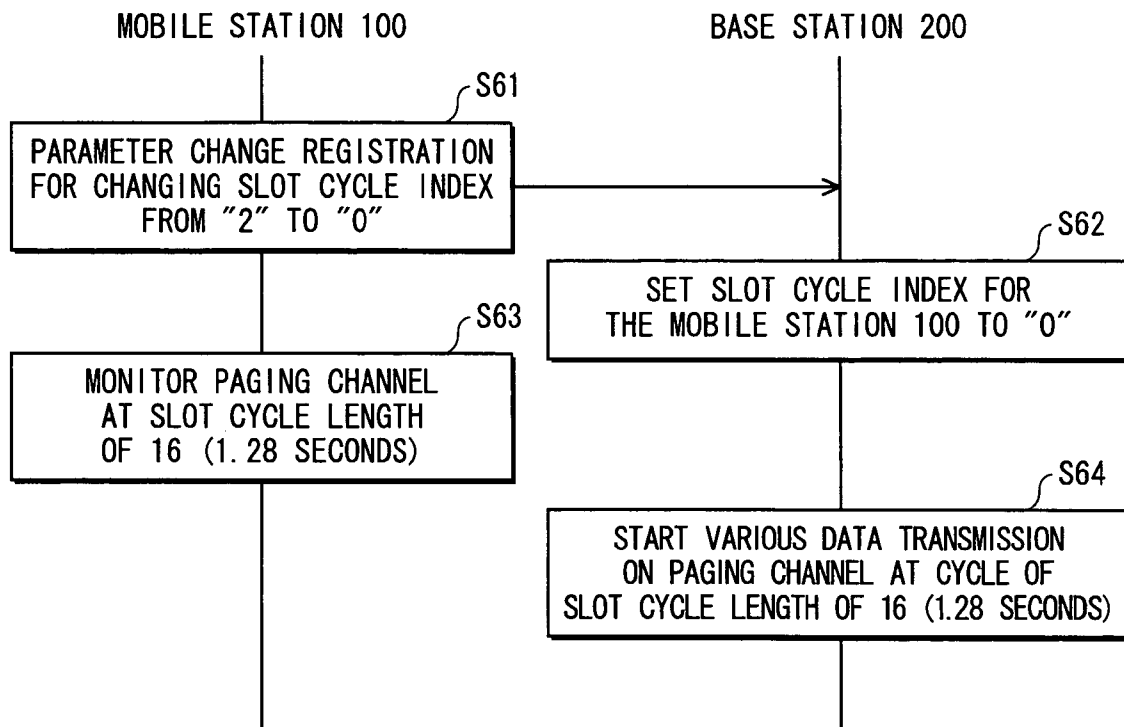 MOBILE STATION 100
BASE STATION 200
S61
PARAMETER CHANGE REGISTRATION
FOR CHANGING SLOT CYCLE INDEX
FROM "2" TO "0"
S62
SET SLOT CYCLE INDEX FOR
THE MOBILE STATION 100 TO "0"
S63
MONITOR PAGING CHANNEL
AT SLOT CYCLE LENGTH
OF 16 (1.28 SECONDS)
S64
START VARIOUS DATA TRANSMISSION
ON PAGING CHANNEL AT CYCLE OF
SLOT CYCLE LENGTH OF 16 (1.28 SECONDS)